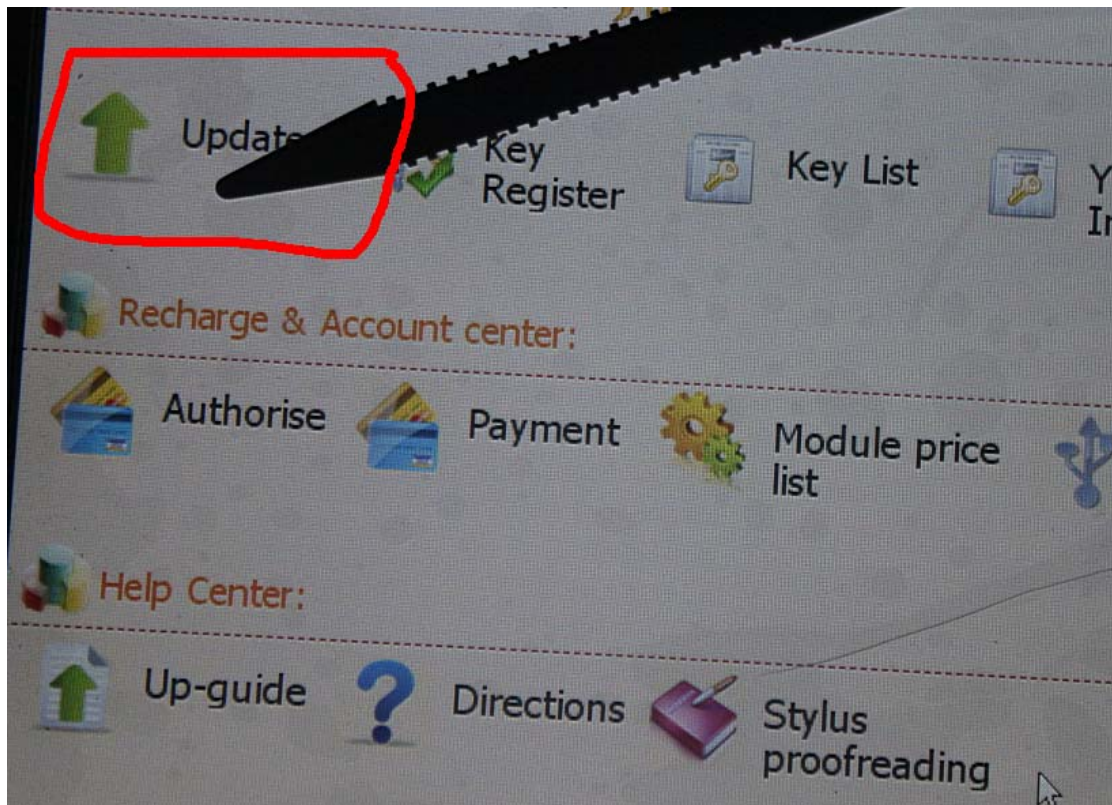 Update
Key
Register
Key List
Recharge & Account center:
Authorise
Payment
Module price
list
Help Center:
Up-guide
Directions
Stylus
proofreading